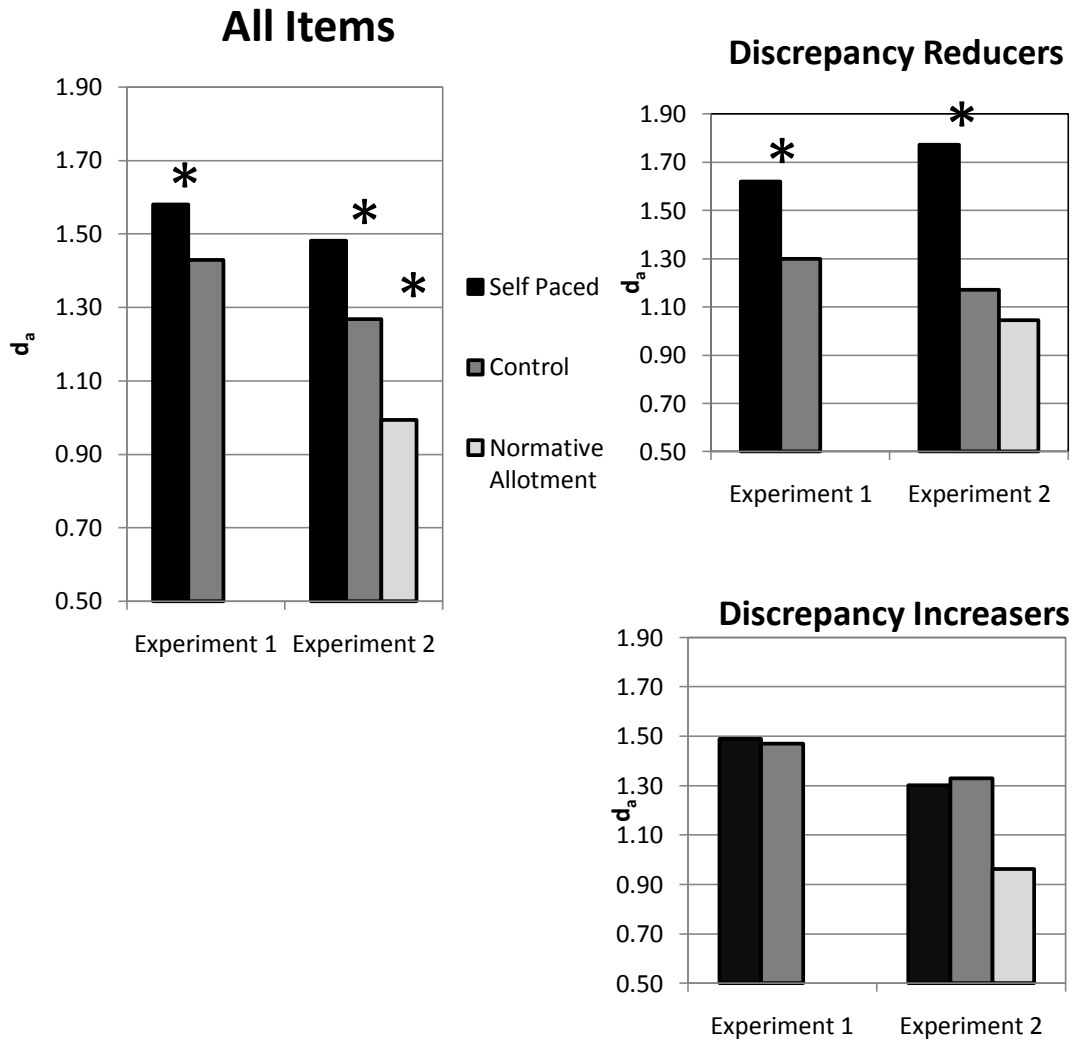 All Items
1.90
1.70
1.50
1.30
1.10
0.90
0.70
0.50
dₐ
*
*
*
Experiment 1 Experiment 2
Self Paced
Control
Normative
Allotment
Discrepancy Reducers
1.90
1.70
1.50
1.30
1.10
0.90
0.70
0.50
dₐ
*
*
Experiment 1 Experiment 2
Discrepancy Increasers
1.90
1.70
1.50
1.30
1.10
0.90
0.70
0.50
dₐ
Experiment 1 Experiment 2